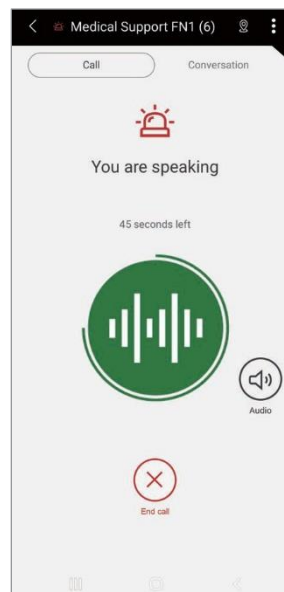 Medical Support FN1 (6)
Call Conversation
You are speaking
45 seconds left
Audio
End call